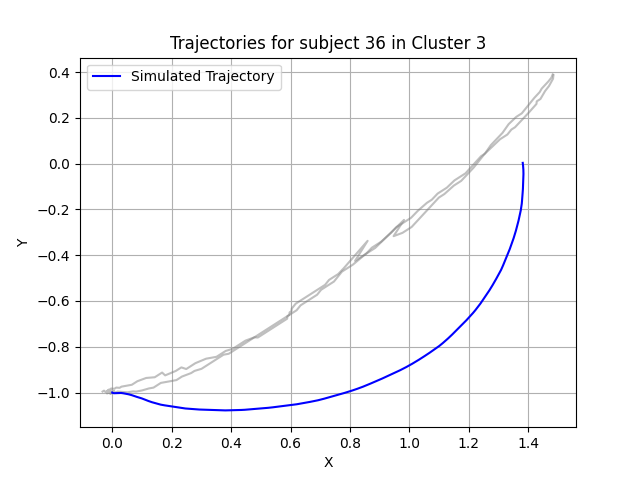 Trajectories for subject 36 in Cluster 3
Simulated Trajectory
0.4
0.2
0.0
−0.2
−0.4
−0.6
−0.8
−1.0
Y
0.0 0.2 0.4 0.6 0.8 1.0 1.2 1.4
X